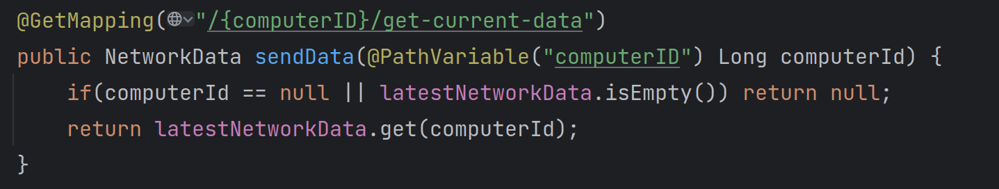 @GetMapping("/{computerID}/get-current-data")
public NetworkData sendData(@PathVariable("computerID") Long computerId) {
    if(computerId == null || latestNetworkData.isEmpty()) return null;
    return latestNetworkData.get(computerId);
}